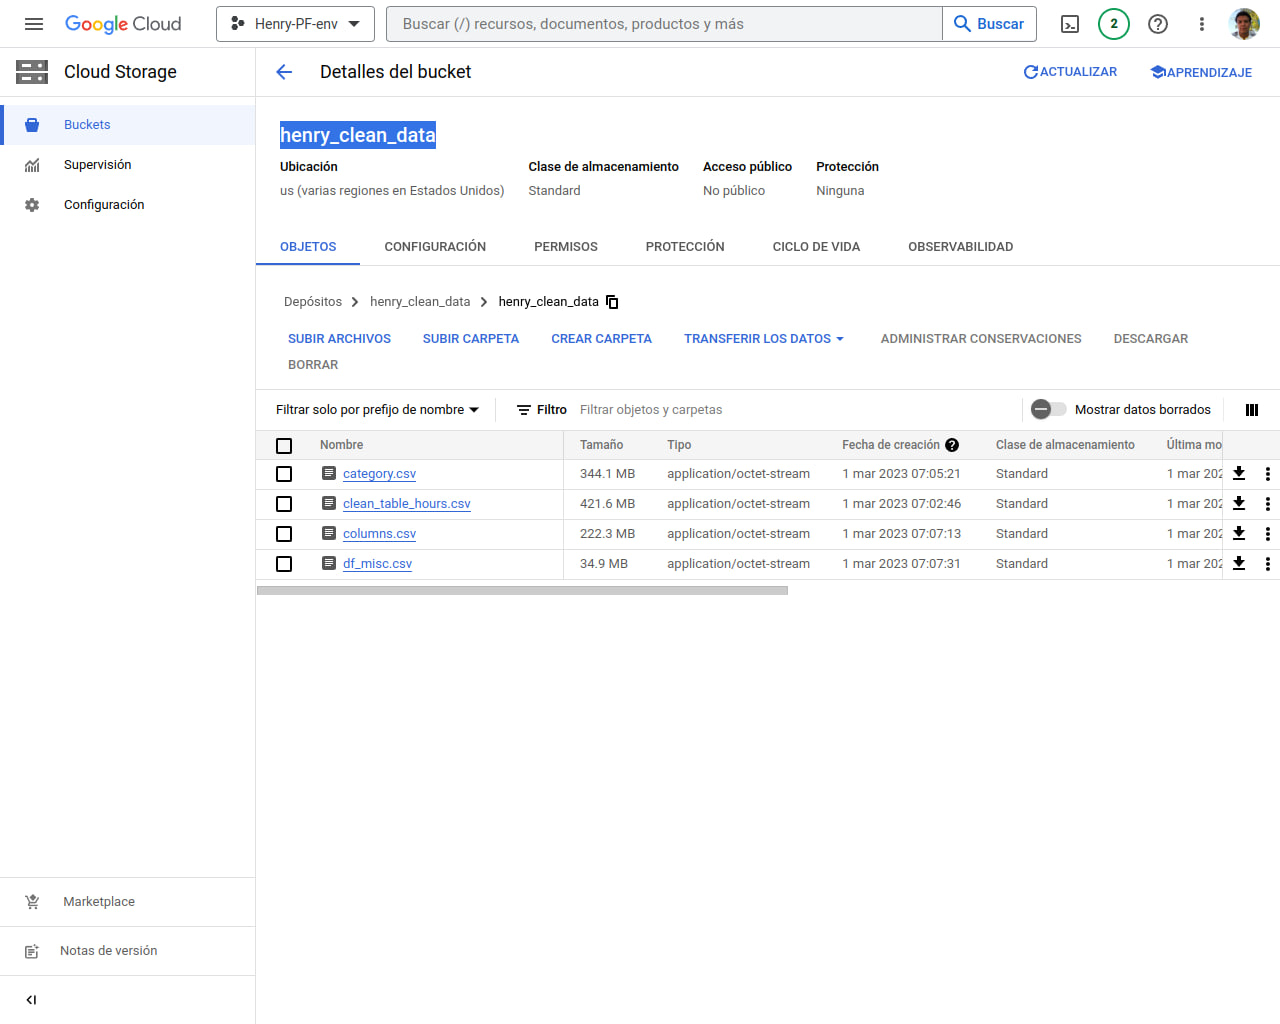 Google Cloud Henry-PF-env Buscar (/) recursos, documentos, productos y más Buscar 2
Cloud Storage
Detalles del bucket ACTUALIZAR APRENDIZAJE
Buckets
Supervisión
Configuración
henry_clean_data
Ubicación Clase de almacenamiento Acceso público Protección
us (varias regiones en Estados Unidos) Standard No público Ninguna
OBJETOS CONFIGURACIÓN PERMISOS PROTECCIÓN CICLO DE VIDA OBSERVABILIDAD
Depósitos henry_clean_data henry_clean_data
SUBIR ARCHIVOS SUBIR CARPETA CREAR CARPETA TRANSFERIR LOS DATOS ADMINISTRAR CONSERVACIONES DESCARGAR
BORRAR
Filtrar solo por prefijo de nombre Filtro Filtrar objetos y carpetas Mostrar datos borrados
Nombre Tamaño Tipo Fecha de creación Clase de almacenamiento Última mo
category.csv 344.1 MB application/octet-stream 1 mar 2023 07:05:21 Standard 1 mar 202
clean_table_hours.csv 421.6 MB application/octet-stream 1 mar 2023 07:02:46 Standard 1 mar 202
columns.csv 222.3 MB application/octet-stream 1 mar 2023 07:07:13 Standard 1 mar 202
df_misc.csv 34.9 MB application/octet-stream 1 mar 2023 07:07:31 Standard 1 mar 202
Marketplace
Notas de versión